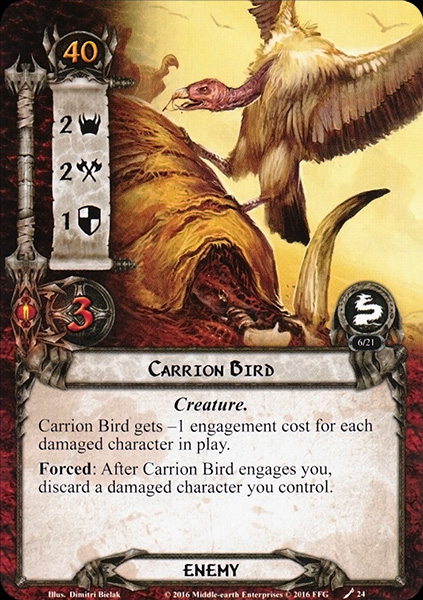 40
2
2
1
3
6/21
Carrion Bird
Creature.
Carrion Bird gets –1 engagement cost for each
damaged character in play.
Forced: After Carrion Bird engages you,
discard a damaged character you control.
ENEMY
Illus. Dimitri Bielak © 2016 Middle-earth Enterprises © 2016 FFG 24